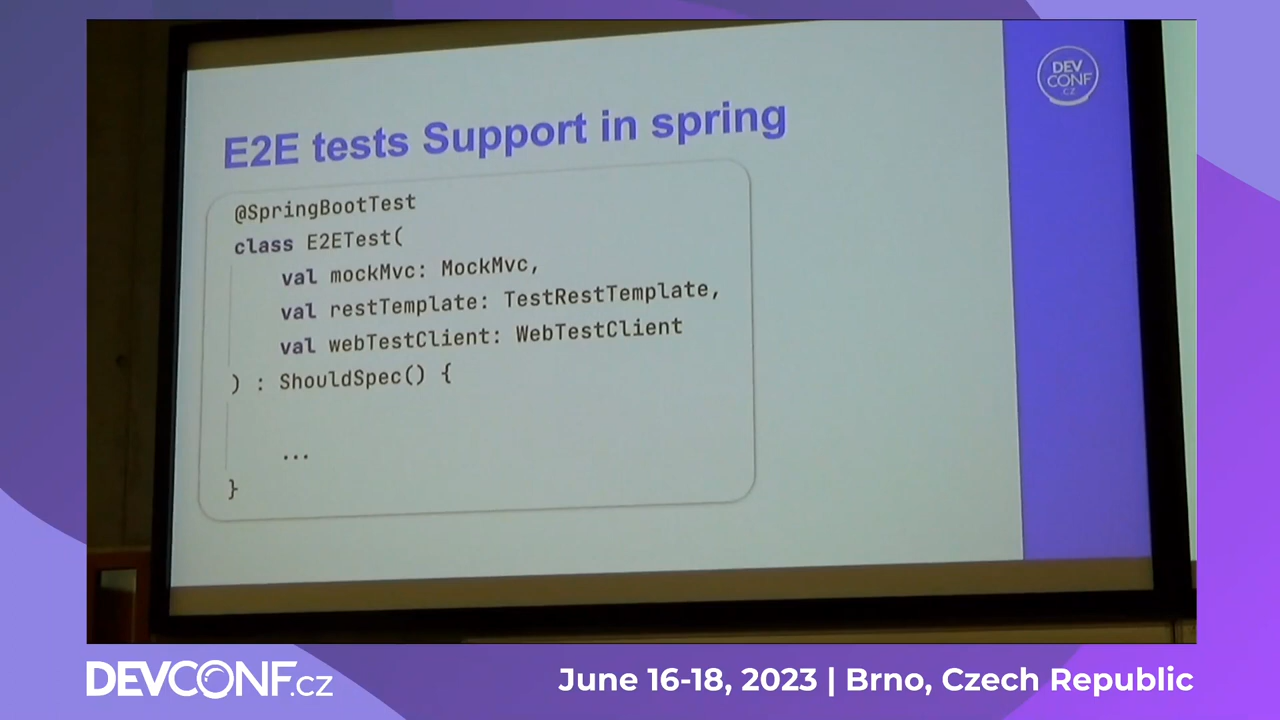 DEV
CONF
CZ
E2E tests Support in spring
@SpringBootTest
class E2ETest(
    val mockMvc: MockMvc,
    val restTemplate: TestRestTemplate,
    val webTestClient: WebTestClient
) : ShouldSpec() {
    ...
}
DEVCONF.CZ
June 16-18, 2023 | Brno, Czech Republic